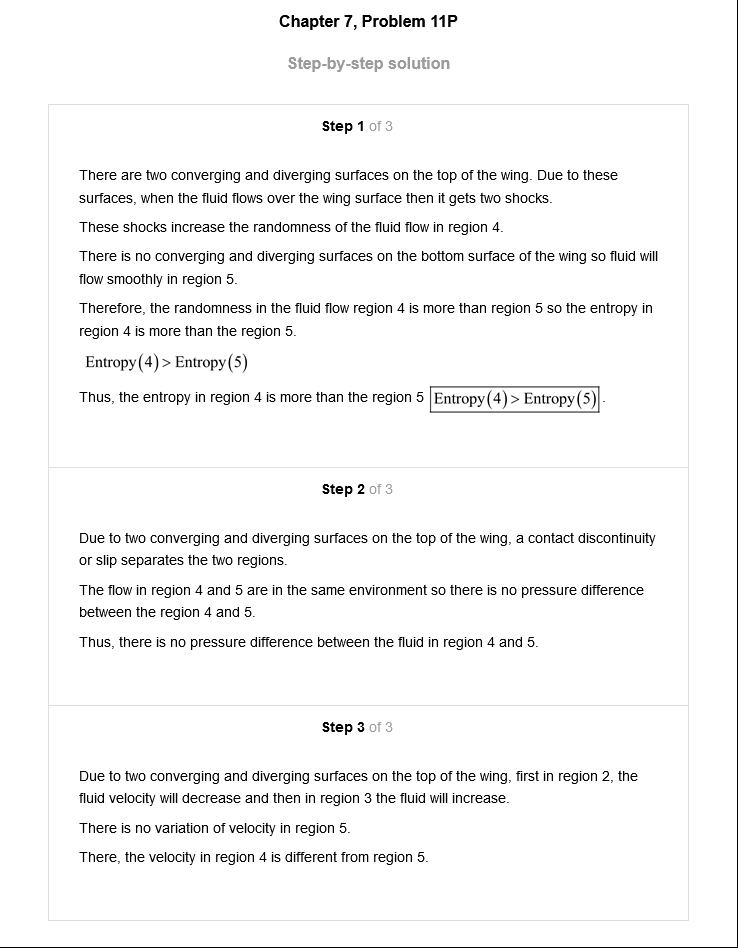 Chapter 7, Problem 11P
Step-by-step solution
Step 1 of 3
There are two converging and diverging surfaces on the top of the wing. Due to these
surfaces, when the fluid flows over the wing surface then it gets two shocks.
These shocks increase the randomness of the fluid flow in region 4.
There is no converging and diverging surfaces on the bottom surface of the wing so fluid will
flow smoothly in region 5.
Therefore, the randomness in the fluid flow region 4 is more than region 5 so the entropy in
region 4 is more than the region 5.
Entropy(4) > Entropy(5)
Thus, the entropy in region 4 is more than the region 5 Entropy(4) > Entropy(5).
Step 2 of 3
Due to two converging and diverging surfaces on the top of the wing, a contact discontinuity
or slip separates the two regions.
The flow in region 4 and 5 are in the same environment so there is no pressure difference
between the region 4 and 5.
Thus, there is no pressure difference between the fluid in region 4 and 5.
Step 3 of 3
Due to two converging and diverging surfaces on the top of the wing, first in region 2, the
fluid velocity will decrease and then in region 3 the fluid will increase.
There is no variation of velocity in region 5.
There, the velocity in region 4 is different from region 5.